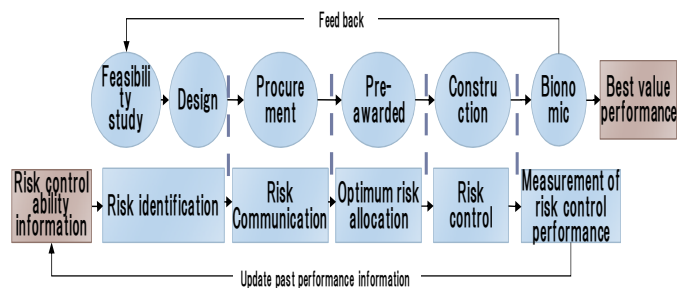 Feed back
Feasibili
ty
study
Design
Procure
ment
Pre-
awarded
Constru
ction
Biono
mic
Best value
performance
Risk control
ability
information
Risk identification
Risk
Communication
Optimum risk
allocation
Risk
control
Measurement of
risk control
performance
Update past performance information